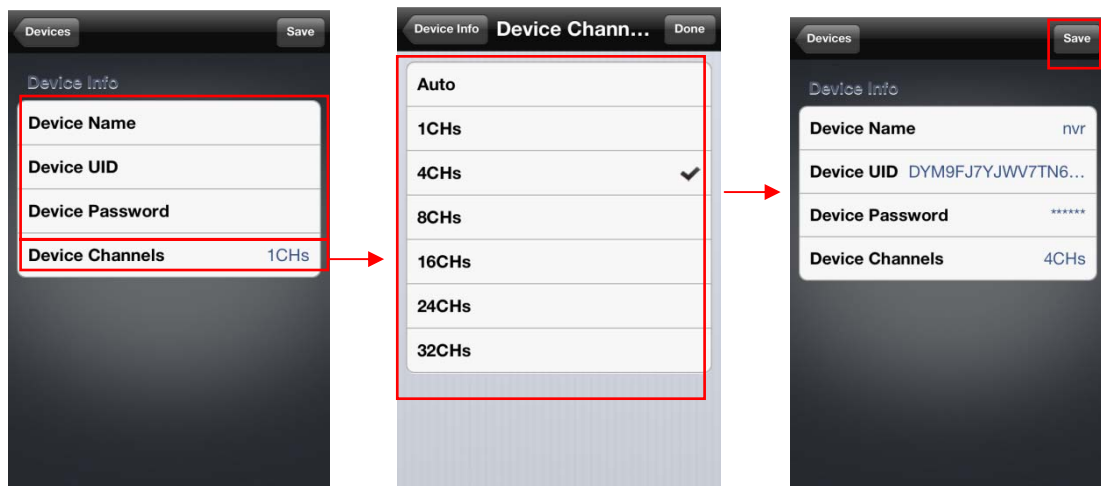 Devices
Save
Device Info
Device Name
Device UID
Device Password
Device Channels 1CHs
Device Info Device Chann... Done
Auto
1CHs
4CHs
8CHs
16CHs
24CHs
32CHs
Devices
Save
Device Info
Device Name nvr
Device UID DYM9FJ7YJWV7TN6...
Device Password ******
Device Channels 4CHs